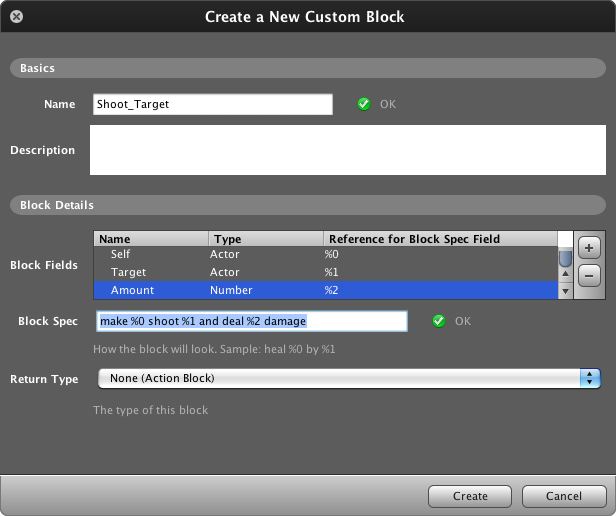 Create a New Custom Block
Basics
Name Shoot_Target OK
Description
Block Details
Name Type Reference for Block Spec Field
Self Actor %0
Block Fields Target Actor %1
Amount Number %2
Block Spec make %0 shoot %1 and deal %2 damage OK
How the block will look. Sample: heal %0 by %1
Return Type None (Action Block)
The type of this block
Create Cancel